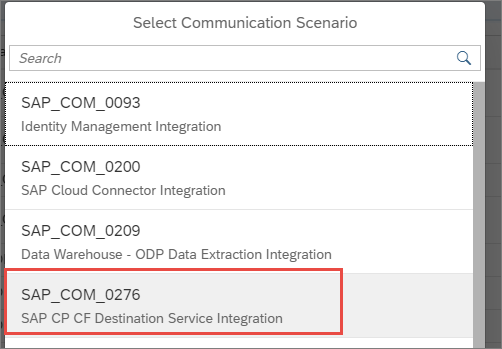 Select Communication Scenario
Search
SAP_COM_0093
Identity Management Integration
SAP_COM_0200
SAP Cloud Connector Integration
SAP_COM_0209
Data Warehouse - ODP Data Extraction Integration
SAP_COM_0276
SAP CP CF Destination Service Integration